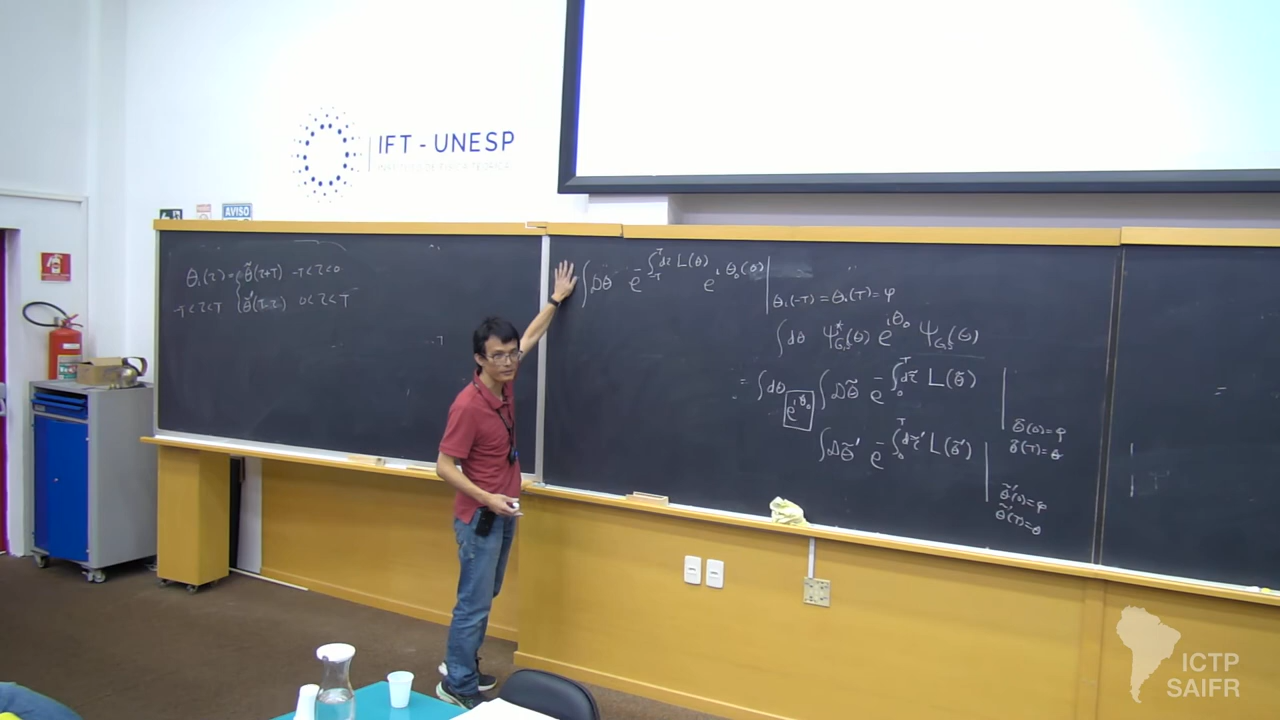 IFT - UNESP
AVISO
θ₁(τ) = { θ̃(τ+T) -T<τ<0
-T<τ<T { θ̃'(T-τ) 0<τ<T
∫Dθ e^{-∫_{-T}^{T} dτ L(θ)} e^{iθ₀(0)} |
θ₁(-T) = θ₁(T) = φ
∫dθ ψ*_{G,S}(θ) e^{iθ₀} ψ_{G,S}(θ)
= ∫dθ e^{iθ₀} ∫Dθ̃ e^{-∫_0^T dτ̃ L(θ̃)} |
θ̃(0)=φ
θ̃(T)=θ
∫Dθ̃' e^{-∫_0^T dτ̃' L(θ̃')} |
θ̃'(0)=φ
θ̃'(T)=θ
=
ICTP
SAIFR